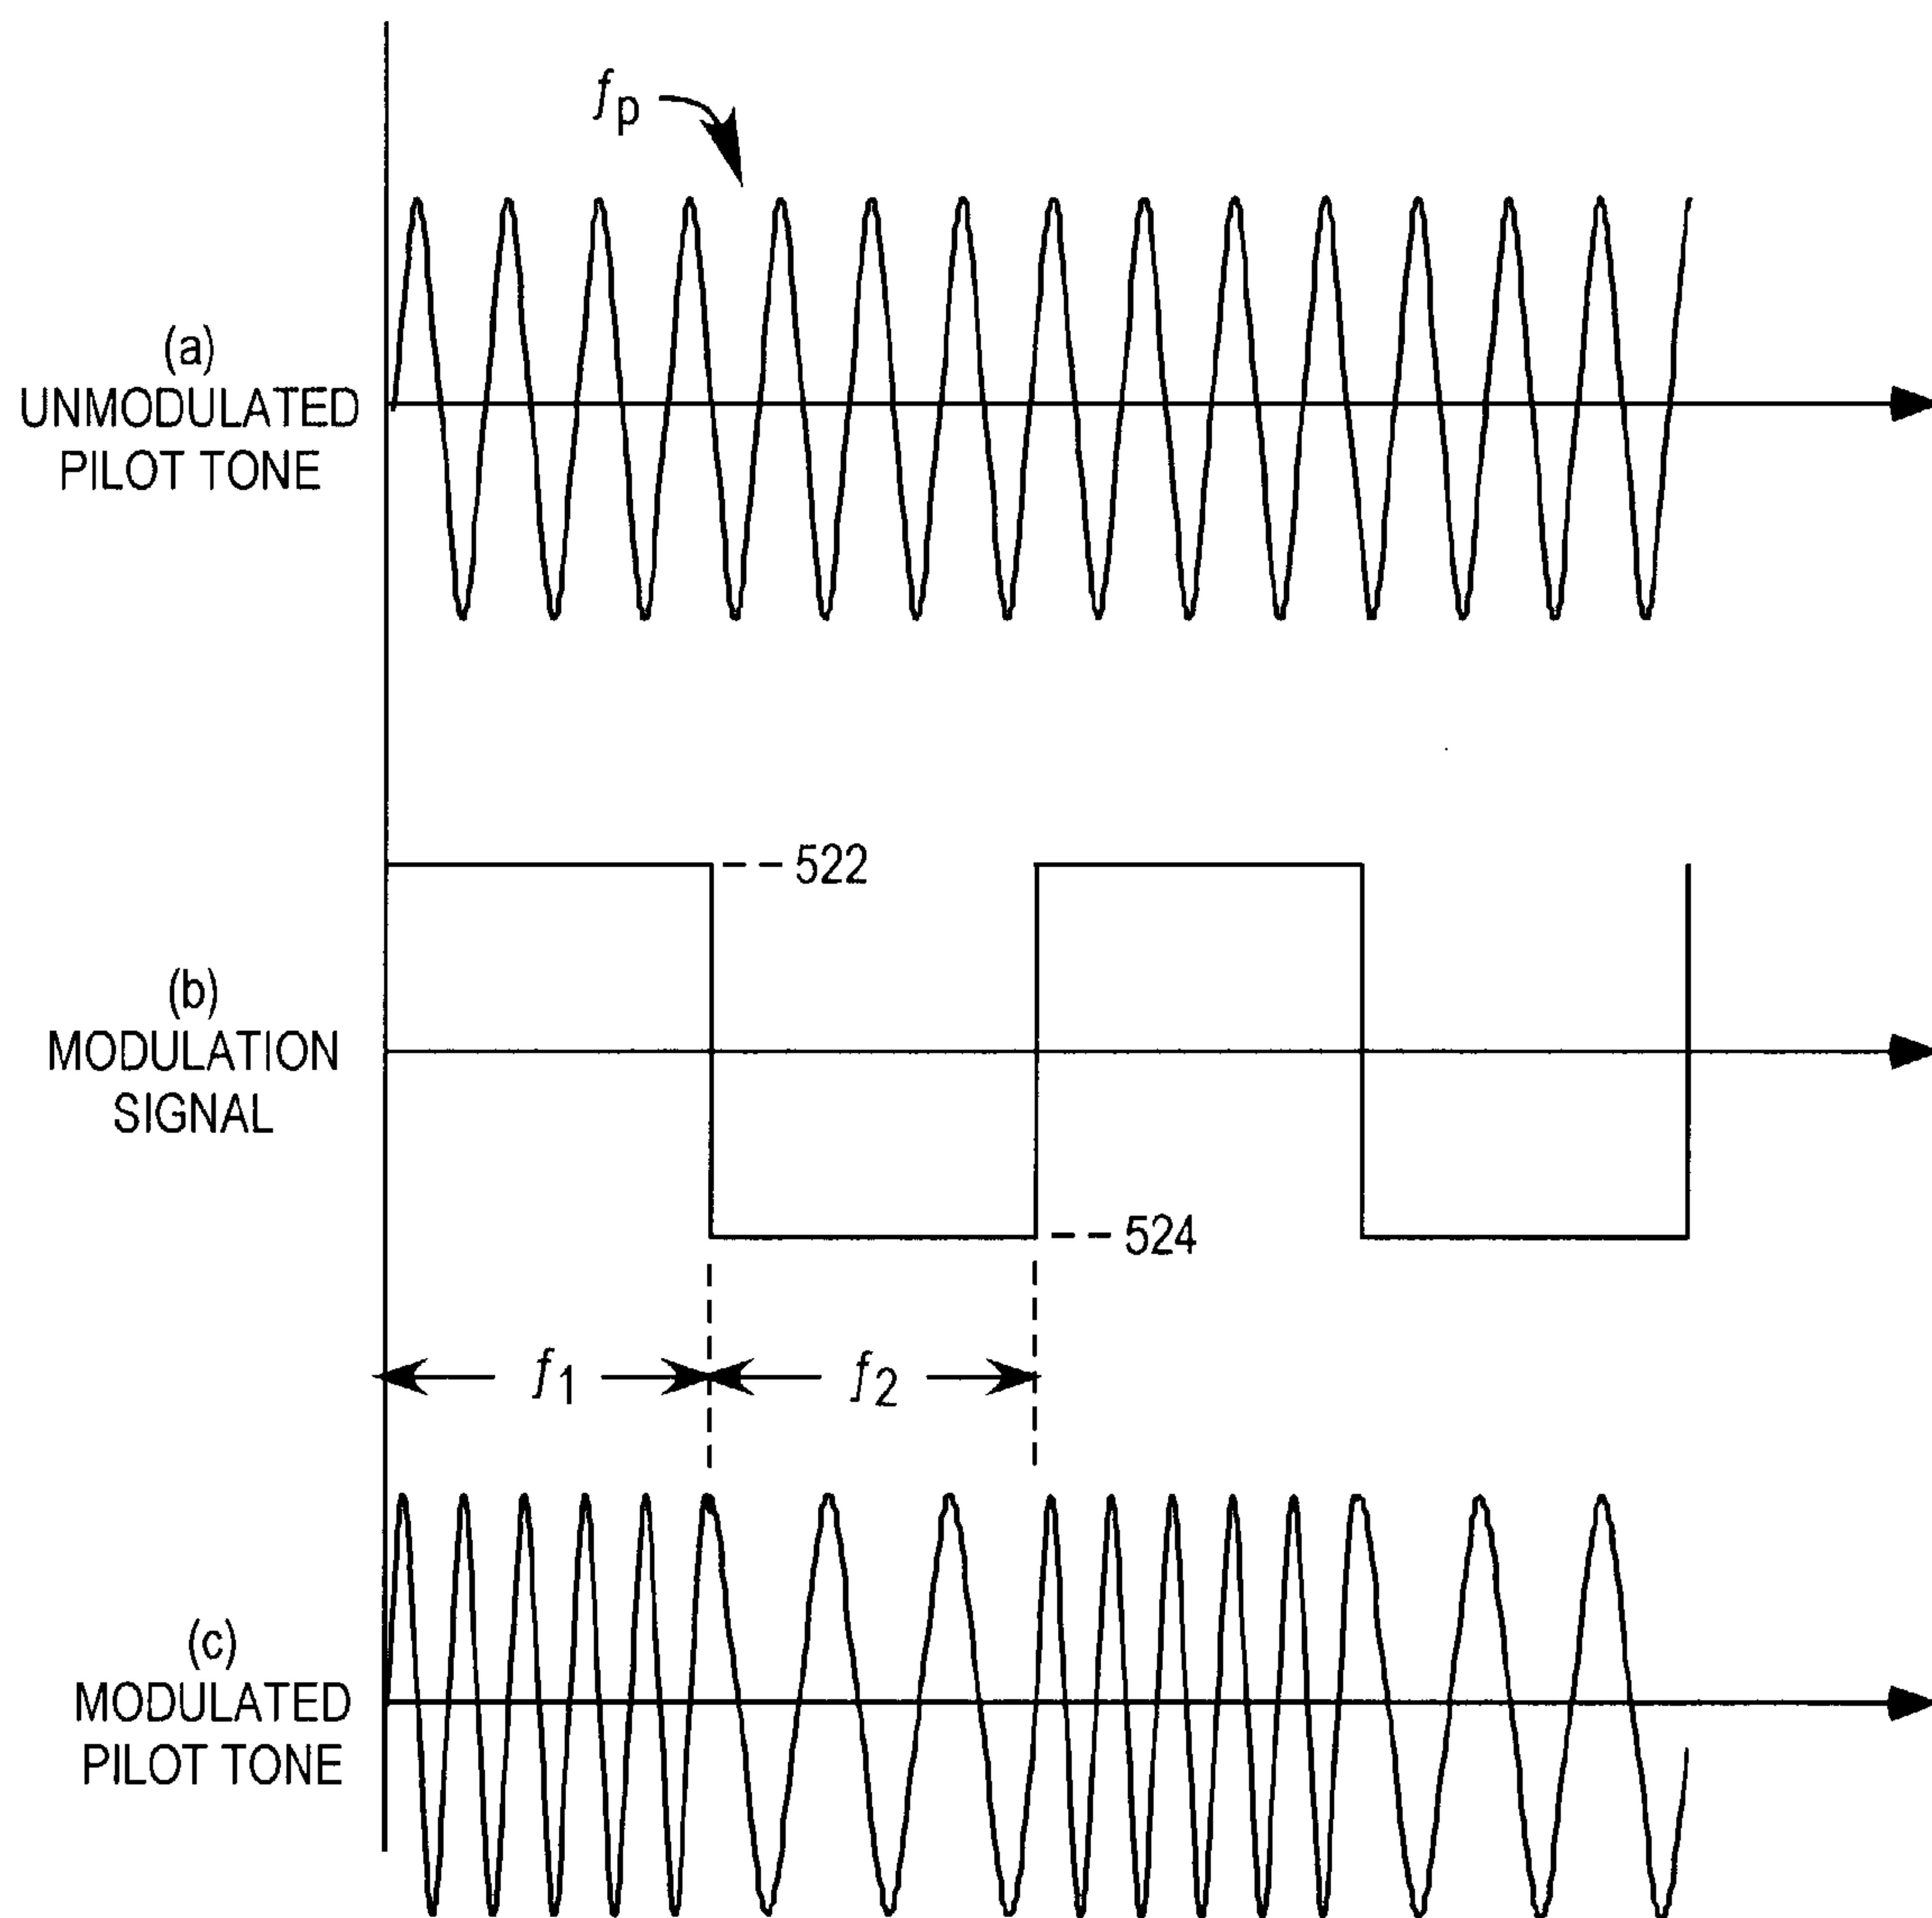 fp
(a)
UNMODULATED
PILOT TONE
522
(b)
MODULATION
SIGNAL
524
f1
f2
(c)
MODULATED
PILOT TONE